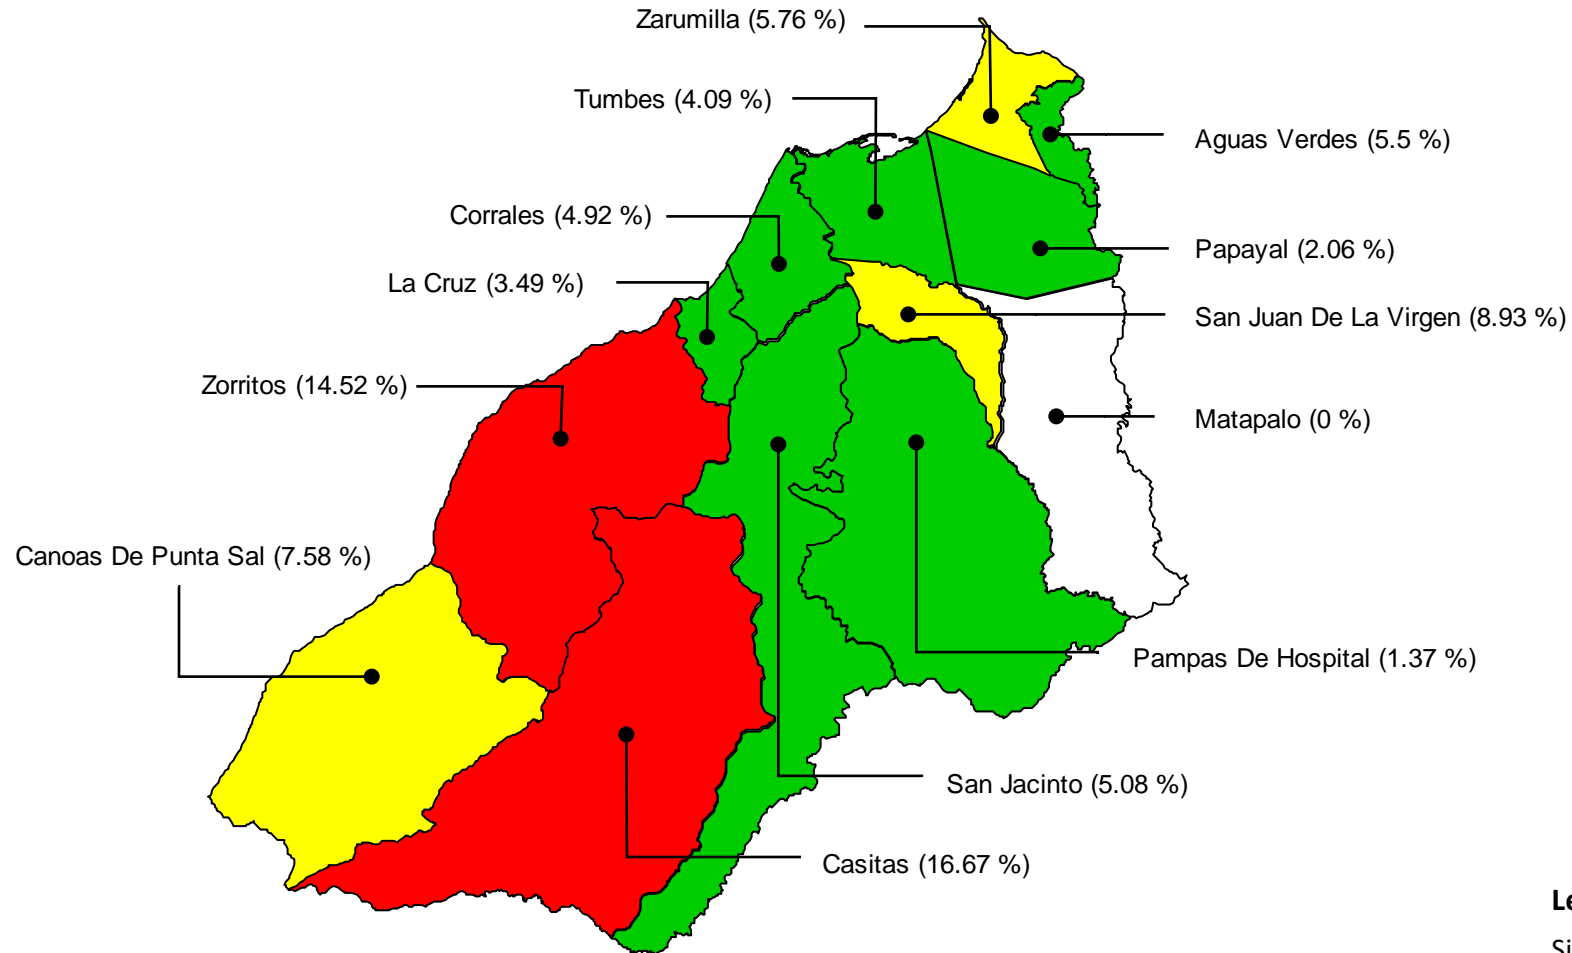 Zarumilla (5.76 %)
Tumbes (4.09 %)
Aguas Verdes (5.5 %)
Corrales (4.92 %)
Papayal (2.06 %)
La Cruz (3.49 %)
San Juan De La Virgen (8.93 %)
Zorritos (14.52 %)
Matapalo (0 %)
Canoas De Punta Sal (7.58 %)
Pampas De Hospital (1.37 %)
San Jacinto (5.08 %)
Casitas (16.67 %)